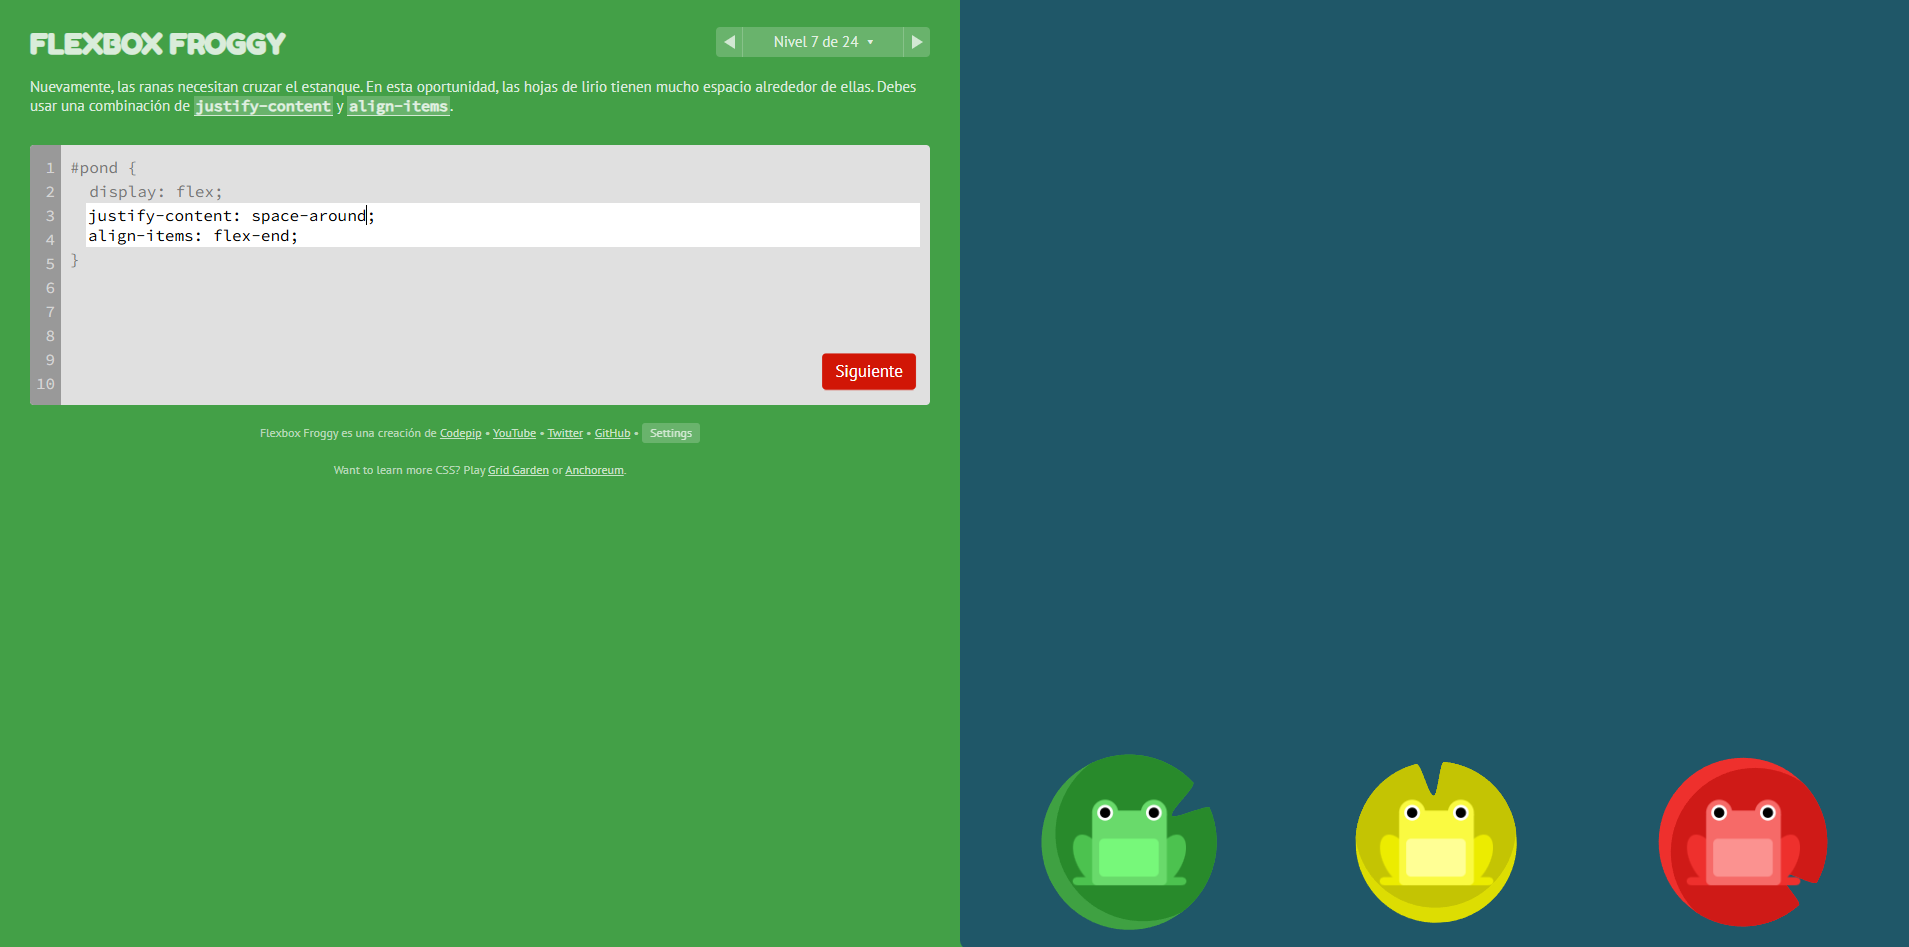 FLEXBOX FROGGY
Nivel 7 de 24
Nuevamente, las ranas necesitan cruzar el estanque. En esta oportunidad, las hojas de lirio tienen mucho espacio alrededor de ellas. Debes
usar una combinación de justify-content y align-items.
1 #pond {
2 display: flex;
3 justify-content: space-around;
4 align-items: flex-end;
5 }
6
7
8
9
10
Siguiente
Flexbox Froggy es una creación de Codepip • YouTube • Twitter • GitHub • Settings
Want to learn more CSS? Play Grid Garden or Anchoreum.